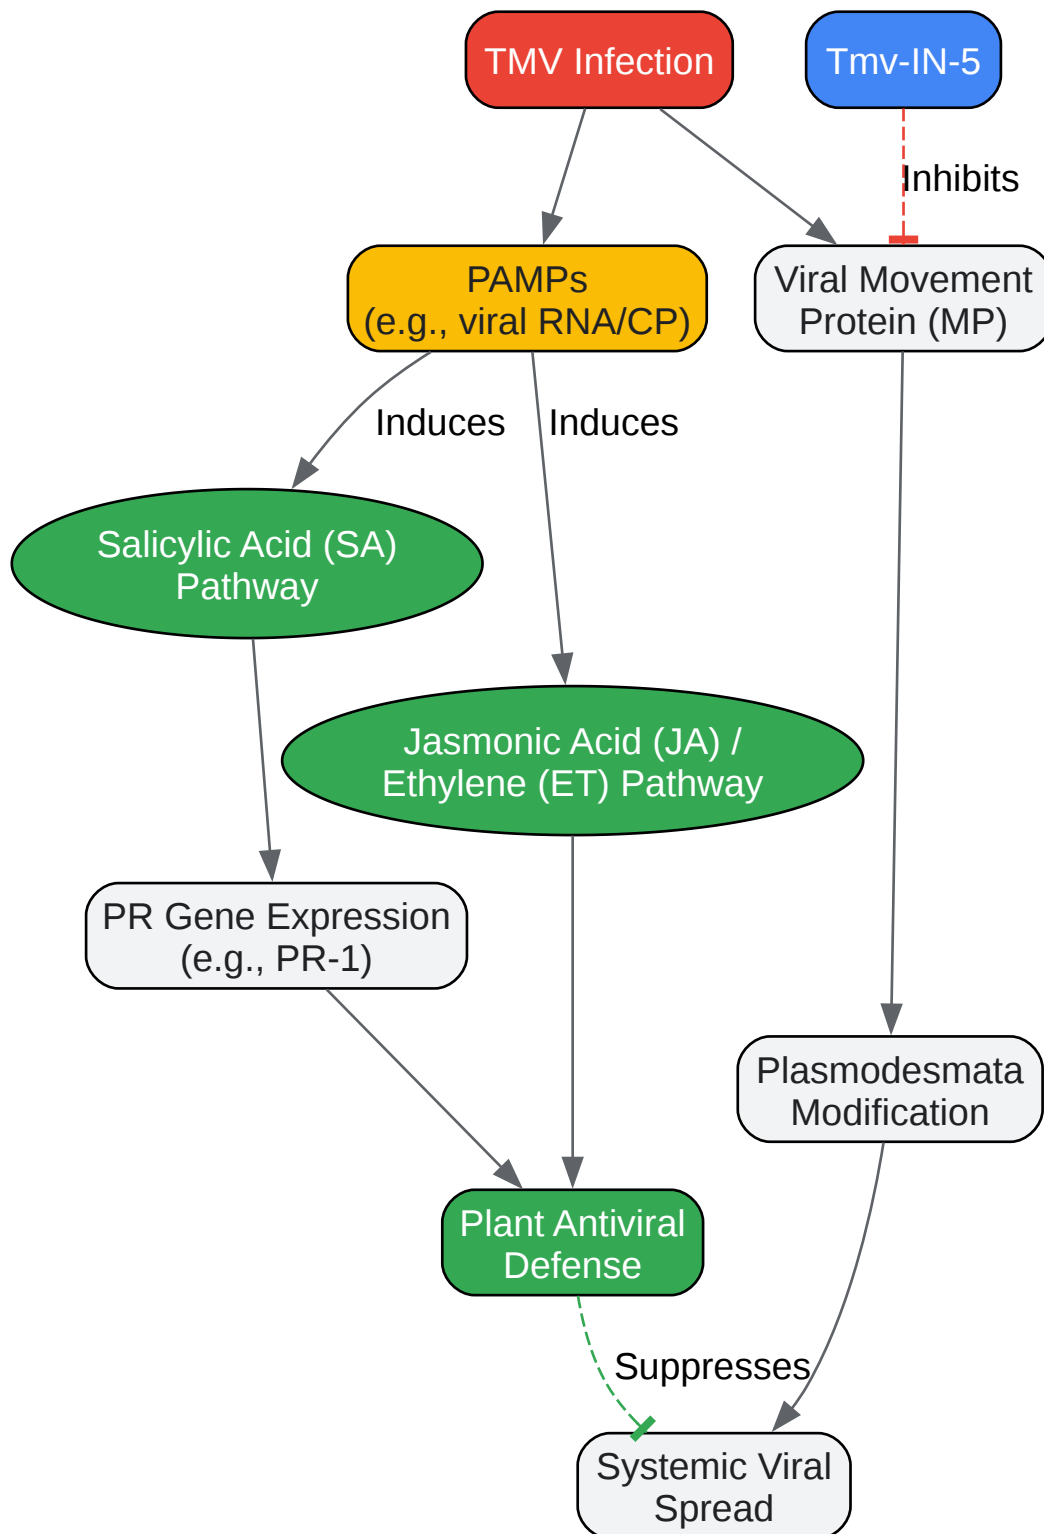 TMV Infection
Tmv-IN-5
Inhibits
PAMPs
(e.g., viral RNA/CP)
Viral Movement
Protein (MP)
Induces
Induces
Salicylic Acid (SA)
Pathway
Jasmonic Acid (JA) /
Ethylene (ET) Pathway
PR Gene Expression
(e.g., PR-1)
Plasmodesmata
Modification
Plant Antiviral
Defense
Suppresses
Systemic Viral
Spread